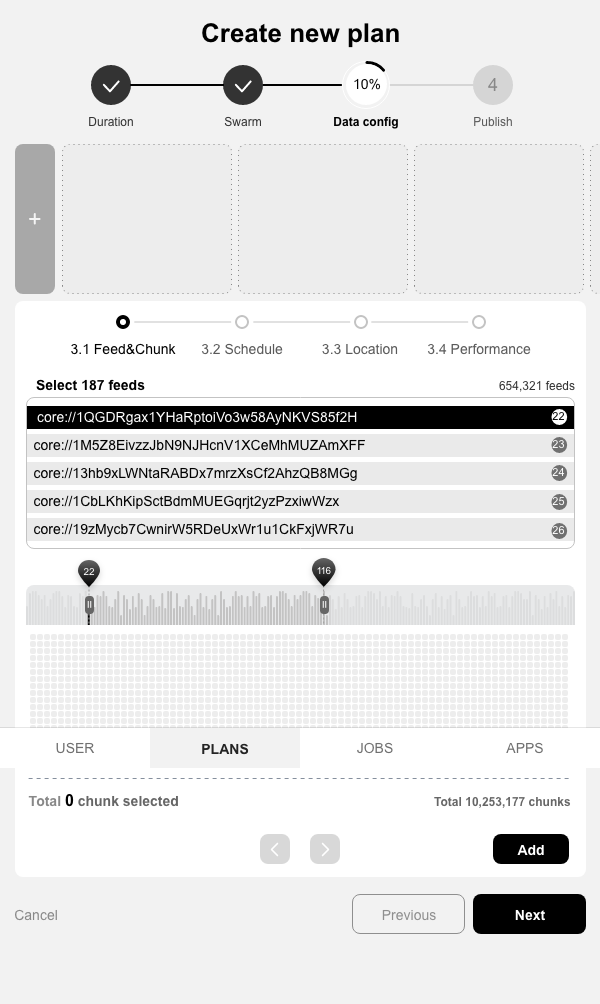 Create new plan
10%
4
Duration
Swarm
Data config
Publish
+
3.1 Feed&Chunk
3.2 Schedule
3.3 Location
3.4 Performance
Select 187 feeds
654,321 feeds
core://1QGDRgax1YHaRptoiVo3w58AyNKVS85f2H
22
core://1M5Z8EivzzJbN9NJHcnV1XCeMhMUZAmXFF
23
core://13hb9xLWNtaRABDx7mrzXsCf2AhzQB8MGg
24
core://1CbLKhKipSctBdmMUEGqrjt2yzPzxiwWzx
25
core://19zMycb7CwnirW5RDeUxWr1u1CkFxjWR7u
26
22
116
USER
PLANS
JOBS
APPS
Total 0 chunk selected
Total 10,253,177 chunks
Add
Cancel
Previous
Next